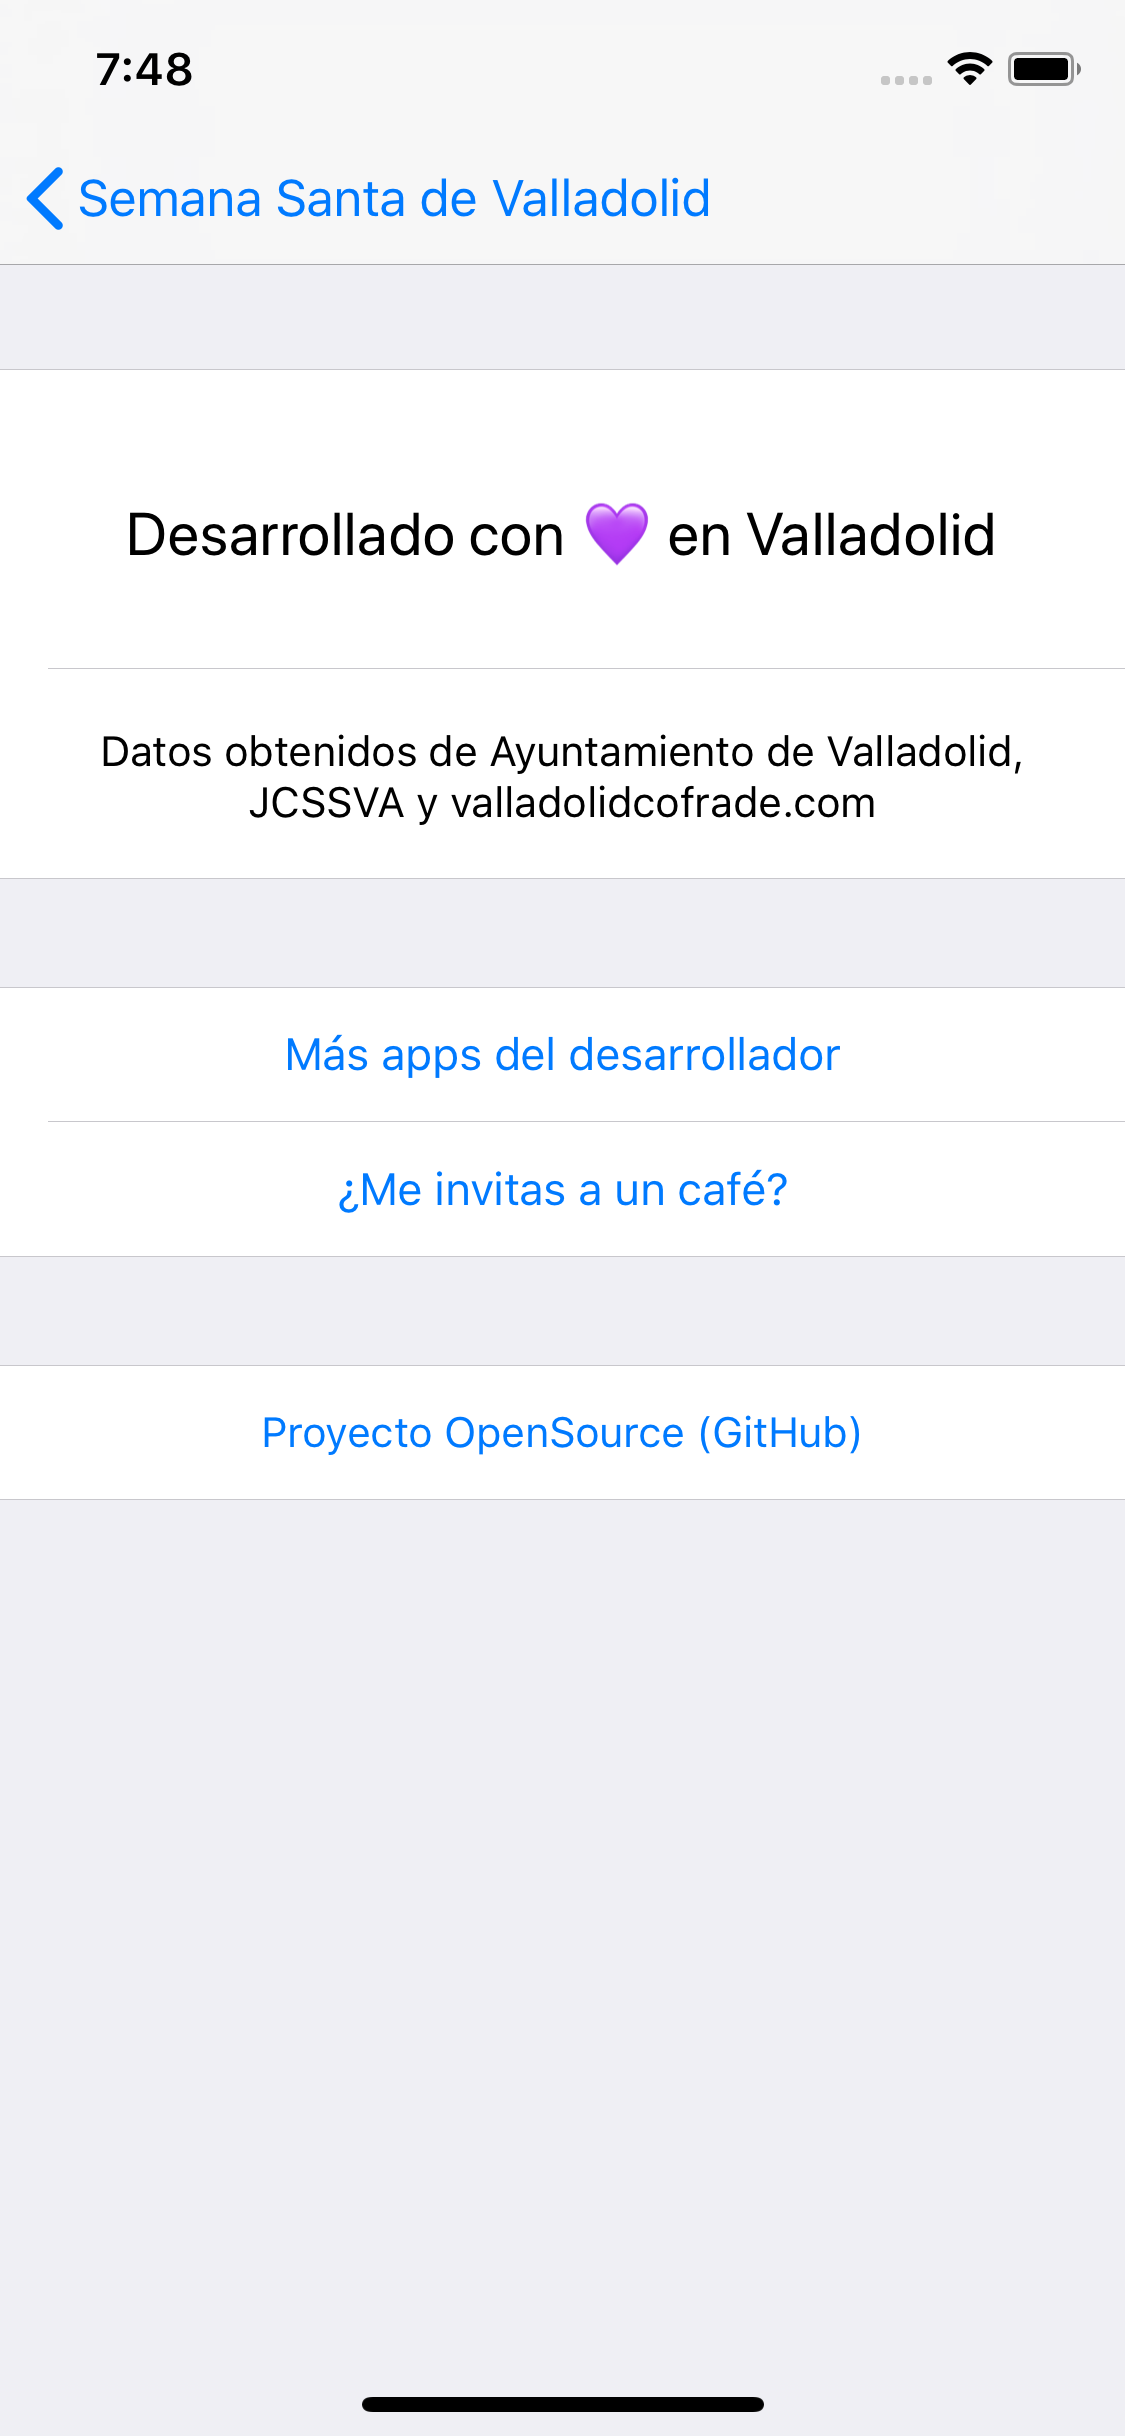 7:48
Semana Santa de Valladolid
Desarrollado con 💜 en Valladolid
Datos obtenidos de Ayuntamiento de Valladolid,
JCSSVA y valladolidcofrade.com
Más apps del desarrollador
¿Me invitas a un café?
Proyecto OpenSource (GitHub)